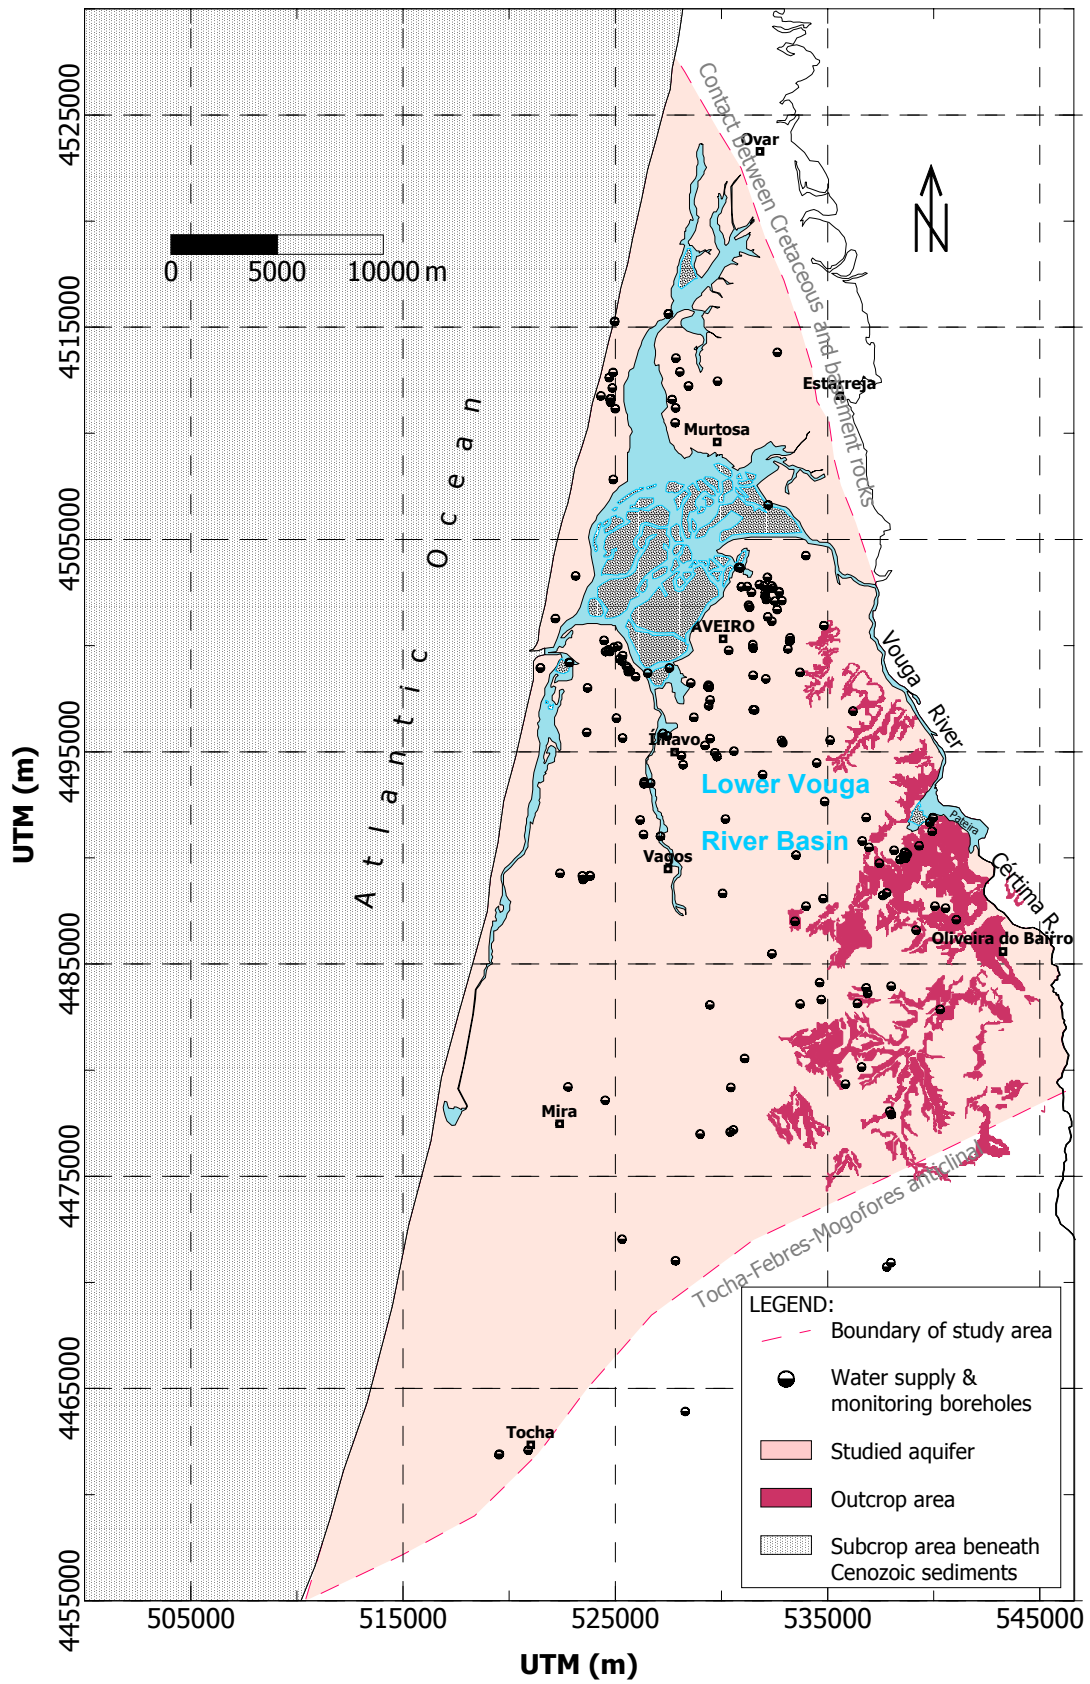 4525000
4515000
4505000
4495000
4485000
4475000
4465000
4455000
UTM (m)
505000
515000
525000
535000
545000
UTM (m)
0 5000 10000 m
N
Atlantic Ocean
Contact between Cretaceous and basement rocks
Ovar
Estarreja
Murtosa
AVEIRO
Vouga River
Ílhavo
Lower Vouga
River Basin
Pateira
Vagos
Cértima R.
Oliveira do Bairro
Mira
Tocha-Febres-Mogofores anticlinal
Tocha
LEGEND:
Boundary of study area
Water supply &
monitoring boreholes
Studied aquifer
Outcrop area
Subcrop area beneath
Cenozoic sediments